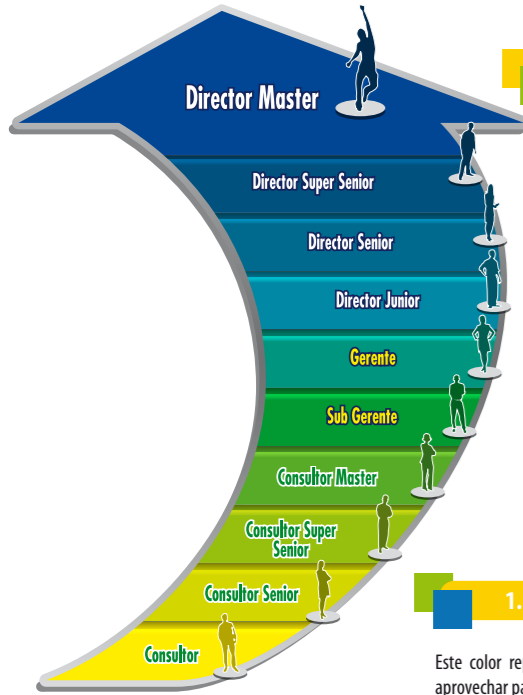 Director Master
Director Super Senior
Director Senior
Director Junior
Gerente
Sub Gerente
Consultor Master
Consultor Super
Senior
Consultor Senior
Consultor
1.
Este color
aprovechar